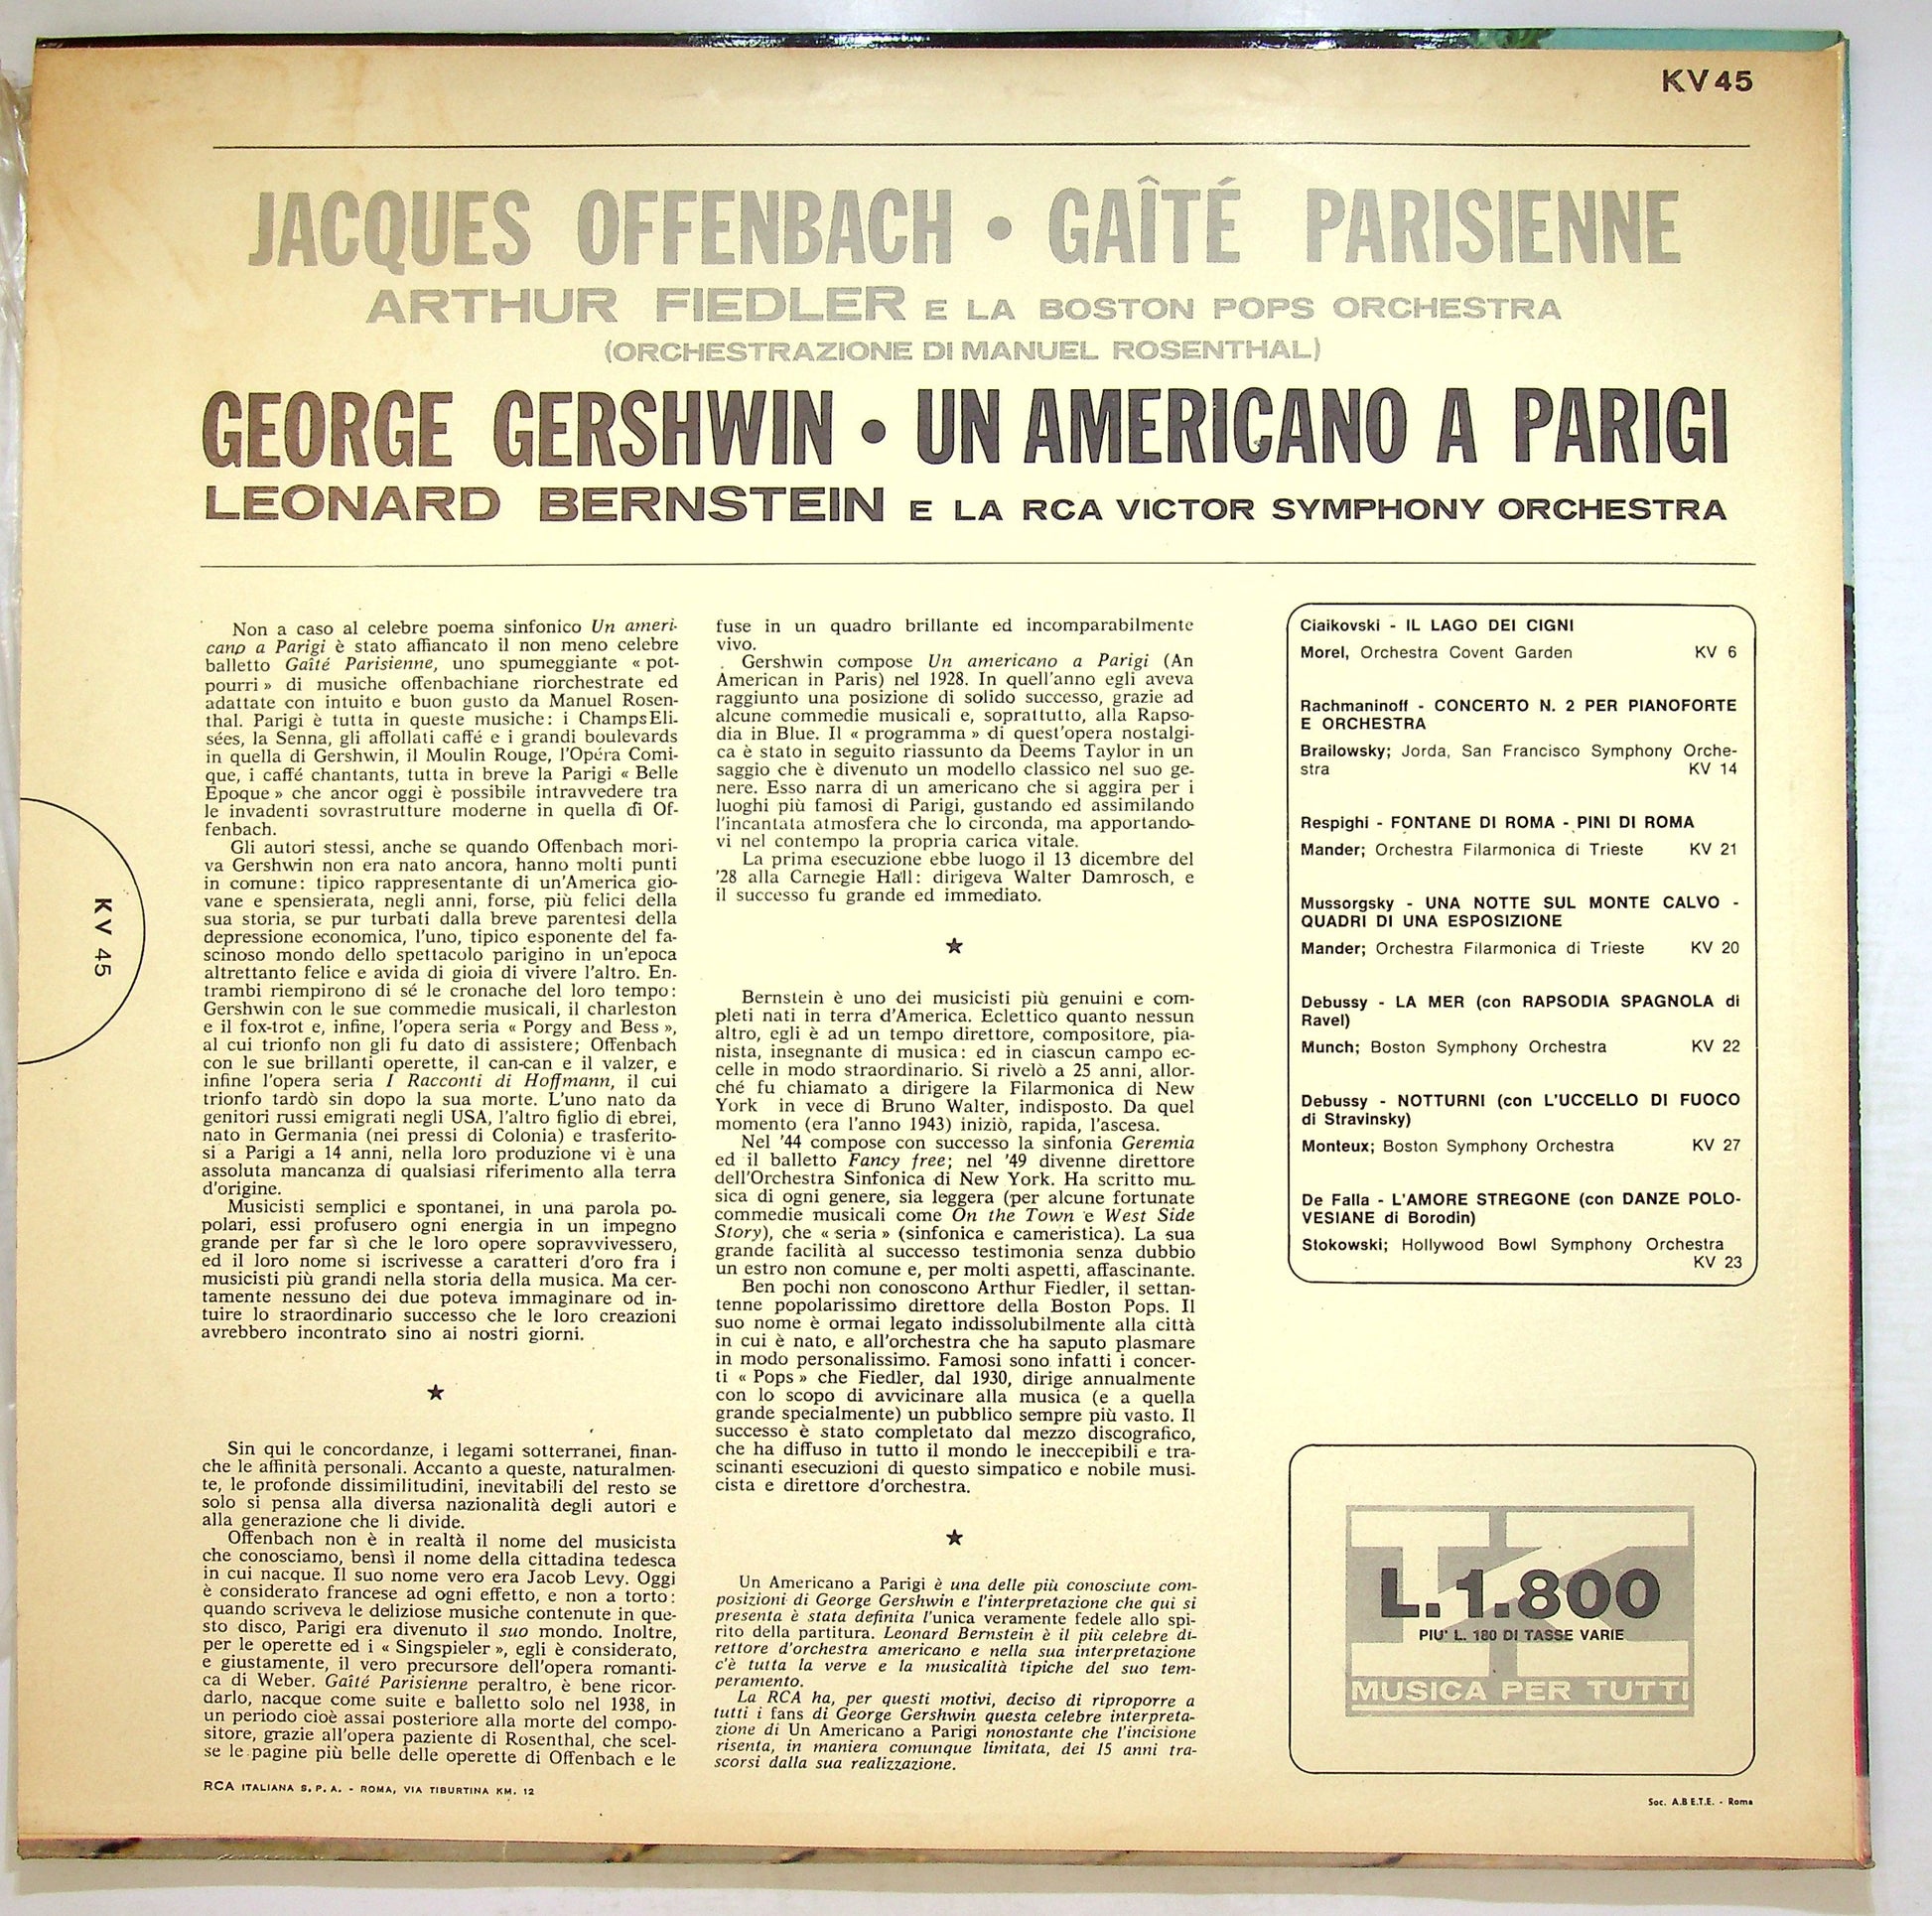 KV 45
JACQUES OFFENBACH • GAÎTÉ PARISIENNE
ARTHUR FIEDLER E LA BOSTON POPS ORCHESTRA
(ORCHESTRAZIONE DI MANUEL ROSENTHAL)
GEORGE GERSHWIN • UN AMERICANO A PARIGI
LEONARD BERNSTEIN E LA RCA VICTOR SYMPHONY ORCHESTRA
KV 45
Non a caso al celebre poema sinfonico Un ameri-
cano a Parigi è stato affiancato il non meno celebre
balletto Gaîté Parisienne, uno spumeggiante « pot-
pourri » di musiche offenbachiane riorchestrate ed
adattate con intuito e buon gusto da Manuel Rosen-
thal. Parigi è tutta in queste musiche: i Champs Eli-
sées, la Senna, gli affollati caffé e i grandi boulevards
in quella di Gershwin, il Moulin Rouge, l'Opéra Comi-
que, i caffé chantants, tutta in breve la Parigi « Belle
Epoque » che ancor oggi è possibile intravvedere tra
le invadenti sovrastrutture moderne in quella di Of-
fenbach.
Gli autori stessi, anche se quando Offenbach mori-
va Gershwin non era nato ancora, hanno molti punti
in comune: tipico rappresentante di un'America gio-
vane e spensierata, negli anni, forse, più felici della
sua storia, se pur turbati dalla breve parentesi della
depressione economica, l'uno, tipico esponente del fa-
scinoso mondo dello spettacolo parigino in un'epoca
altrettanto felice e avida di gioia di vivere l'altro. En-
trambi riempirono di sé le cronache del loro tempo:
Gershwin con le sue commedie musicali, il charleston
e il fox-trot e, infine, l'opera seria « Porgy and Bess »,
al cui trionfo non gli fu dato di assistere; Offenbach
con le sue brillanti operette, il can-can e il valzer, e
infine l'opera seria I Racconti di Hoffmann, il cui
trionfo tardò sin dopo la sua morte. L'uno nato da
genitori russi emigrati negli USA, l'altro figlio di ebrei,
nato in Germania (nei pressi di Colonia) e trasferito-
si a Parigi a 14 anni, nella loro produzione vi è una
assoluta mancanza di qualsiasi riferimento alla terra
d'origine.
Musicisti semplici e spontanei, in una parola po-
polari, essi profusero ogni energia in un impegno
grande per far sì che le loro opere sopravvivessero,
ed il loro nome si iscrivesse a caratteri d'oro fra i
musicisti più grandi nella storia della musica. Ma cer-
tamente nessuno dei due poteva immaginare od in-
tuire lo straordinario successo che le loro creazioni
avrebbero incontrato sino ai nostri giorni.
★
Sin qui le concordanze, i legami sotterranei, finan-
che le affinità personali. Accanto a queste, naturalmen-
te, le profonde dissimilitudini, inevitabili del resto se
solo si pensa alla diversa nazionalità degli autori e
alla generazione che li divide.
Offenbach non è in realtà il nome del musicista
che conosciamo, bensì il nome della cittadina tedesca
in cui nacque. Il suo nome vero era Jacob Levy. Oggi
è considerato francese ad ogni effetto, e non a torto:
quando scriveva le deliziose musiche contenute in que-
sto disco, Parigi era divenuto il suo mondo. Inoltre,
per le operette ed i « Singspieler », egli è considerato,
e giustamente, il vero precursore dell'opera romanti-
ca di Weber. Gaîté Parisienne peraltro, è bene ricor-
darlo, nacque come suite e balletto solo nel 1938, in
un periodo cioè assai posteriore alla morte del compo-
sitore, grazie all'opera paziente di Rosenthal, che scel-
se le pagine più belle delle operette di Offenbach e le
fuse in un quadro brillante ed incomparabilmente
vivo.
Gershwin compose Un americano a Parigi (An
American in Paris) nel 1928. In quell'anno egli aveva
raggiunto una posizione di solido successo, grazie ad
alcune commedie musicali e, soprattutto, alla Rapso-
dia in Blue. Il « programma » di quest'opera nostalgi-
ca è stato in seguito riassunto da Deems Taylor in un
saggio che è divenuto un modello classico nel suo ge-
nere. Esso narra di un americano che si aggira per i
luoghi più famosi di Parigi, gustando ed assimilando
l'incantata atmosfera che lo circonda, ma apportando-
vi nel contempo la propria carica vitale.
La prima esecuzione ebbe luogo il 13 dicembre del
'28 alla Carnegie Hall: dirigeva Walter Damrosch, e
il successo fu grande ed immediato.
★
Bernstein è uno dei musicisti più genuini e com-
pleti nati in terra d'America. Eclettico quanto nessun
altro, egli è ad un tempo direttore, compositore, pia-
nista, insegnante di musica: ed in ciascun campo ec-
celle in modo straordinario. Si rivelò a 25 anni, allor-
ché fu chiamato a dirigere la Filarmonica di New
York in vece di Bruno Walter, indisposto. Da quel
momento (era l'anno 1943) iniziò, rapida, l'ascesa.
Nel '44 compose con successo la sinfonia Geremia
ed il balletto Fancy free; nel '49 divenne direttore
dell'Orchestra Sinfonica di New York. Ha scritto mu-
sica di ogni genere, sia leggera (per alcune fortunate
commedie musicali come On the Town e West Side
Story), che « seria » (sinfonica e cameristica). La sua
grande facilità al successo testimonia senza dubbio
un estro non comune e, per molti aspetti, affascinante.
Ben pochi non conoscono Arthur Fiedler, il settan-
tenne popolarissimo direttore della Boston Pops. Il
suo nome è ormai legato indissolubilmente alla città
in cui è nato, e all'orchestra che ha saputo plasmare
in modo personalissimo. Famosi sono infatti i concer-
ti « Pops » che Fiedler, dal 1930, dirige annualmente
con lo scopo di avvicinare alla musica (e a quella
grande specialmente) un pubblico sempre più vasto. Il
successo è stato completato dal mezzo discografico,
che ha diffuso in tutto il mondo le ineccepibili e tra-
scinanti esecuzioni di questo simpatico e nobile musi-
cista e direttore d'orchestra.
★
Un Americano a Parigi è una delle più conosciute com-
posizioni di George Gershwin e l'interpretazione che qui si
presenta è stata definita l'unica veramente fedele allo spi-
rito della partitura. Leonard Bernstein è il più celebre di-
rettore d'orchestra americano e nella sua interpretazione
c'è tutta la verve e la musicalità tipiche del suo tem-
peramento.
La RCA ha, per questi motivi, deciso di riproporre a
tutti i fans di George Gershwin questa celebre interpreta-
zione di Un Americano a Parigi nonostante che l'incisione
risenta, in maniera comunque limitata, dei 15 anni tra-
scorsi dalla sua realizzazione.
Ciaikovski - IL LAGO DEI CIGNI
Morel, Orchestra Covent Garden KV 6
Rachmaninoff - CONCERTO N. 2 PER PIANOFORTE
E ORCHESTRA
Brailowsky; Jorda, San Francisco Symphony Orche-
stra KV 14
Respighi - FONTANE DI ROMA - PINI DI ROMA
Mander; Orchestra Filarmonica di Trieste KV 21
Mussorgsky - UNA NOTTE SUL MONTE CALVO -
QUADRI DI UNA ESPOSIZIONE
Mander; Orchestra Filarmonica di Trieste KV 20
Debussy - LA MER (con RAPSODIA SPAGNOLA di
Ravel)
Munch; Boston Symphony Orchestra KV 22
Debussy - NOTTURNI (con L'UCCELLO DI FUOCO
di Stravinsky)
Monteux; Boston Symphony Orchestra KV 27
De Falla - L'AMORE STREGONE (con DANZE POLO-
VESIANE di Borodin)
Stokowski; Hollywood Bowl Symphony Orchestra
KV 23
L. 1.800
PIU' L. 180 DI TASSE VARIE
MUSICA PER TUTTI
RCA ITALIANA S. P. A. - ROMA, VIA TIBURTINA KM. 12
Soc. A.B.E.T.E. - Roma